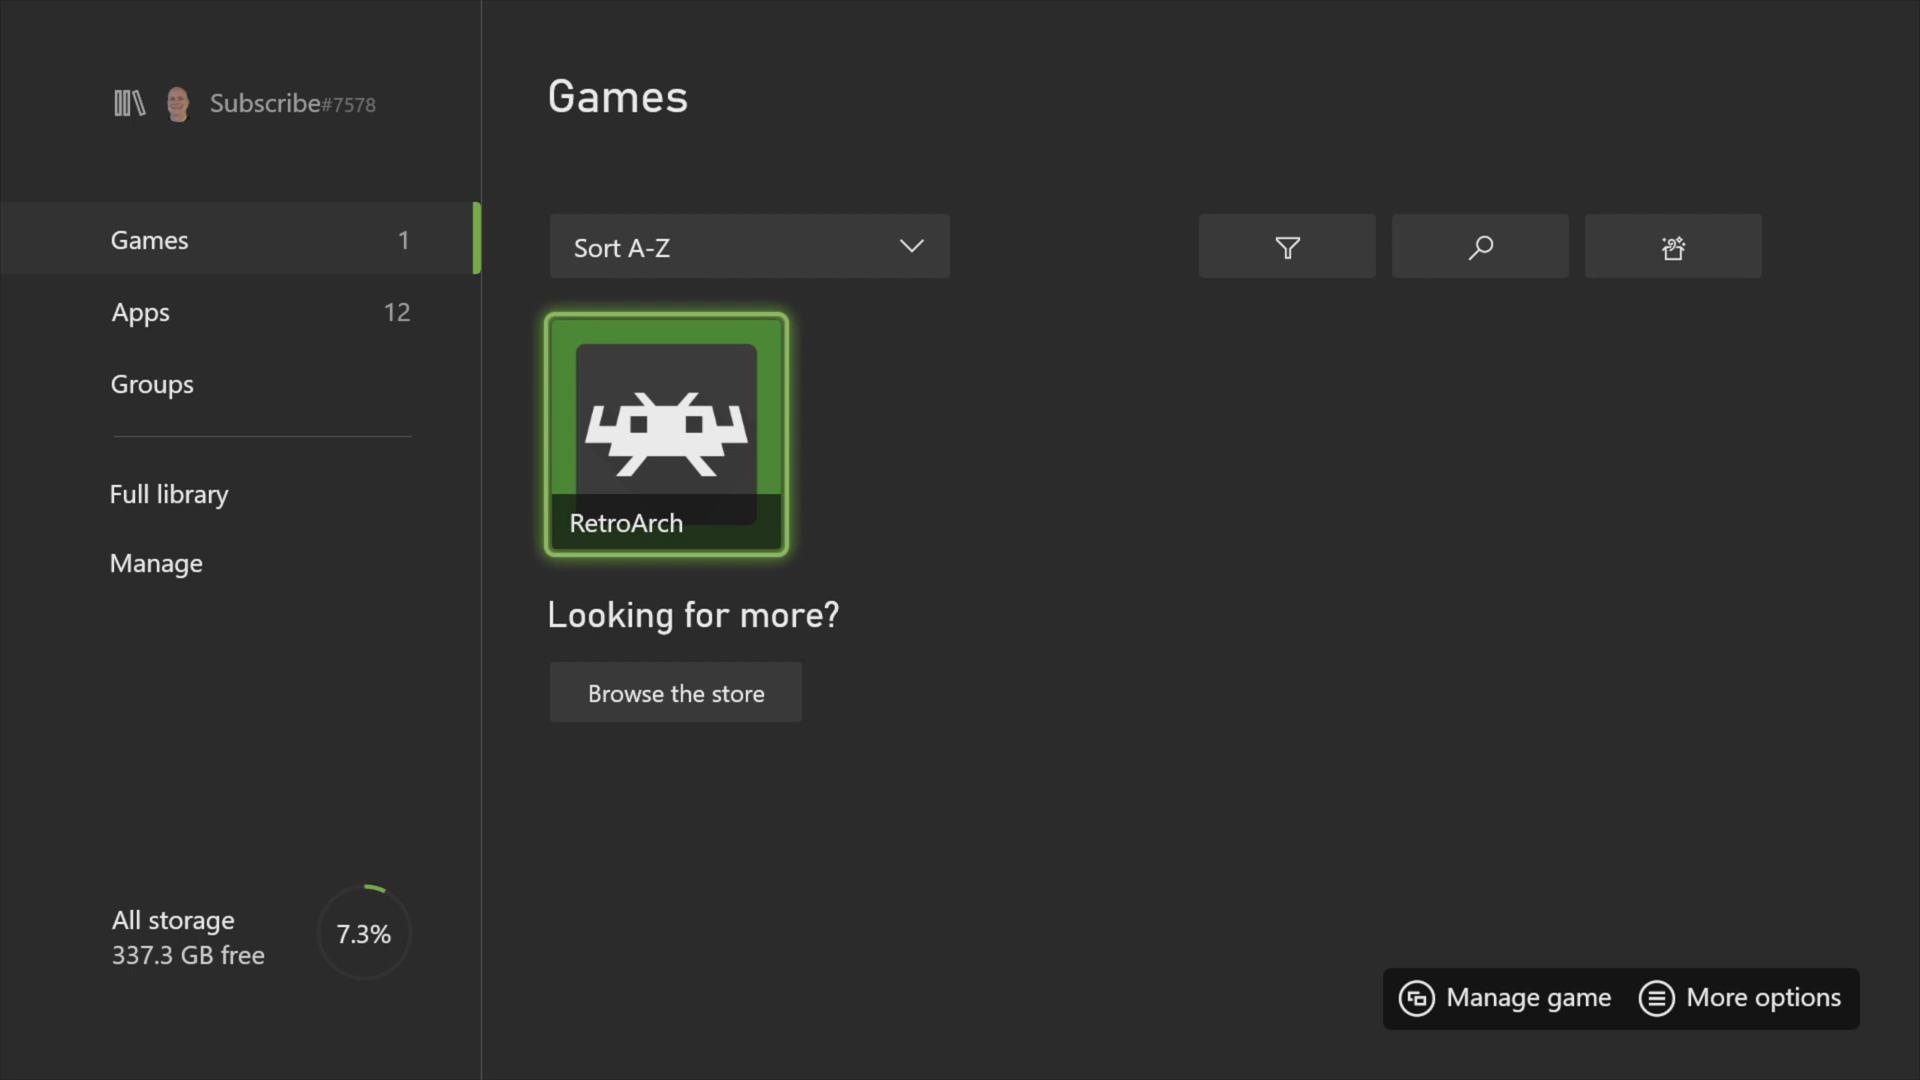 Subscribe#7578
Games 1
Apps 12
Groups
Full library
Manage
All storage
337.3 GB free
7.3%
Games
Sort A-Z
RetroArch
Looking for more?
Browse the store
Manage game
More options